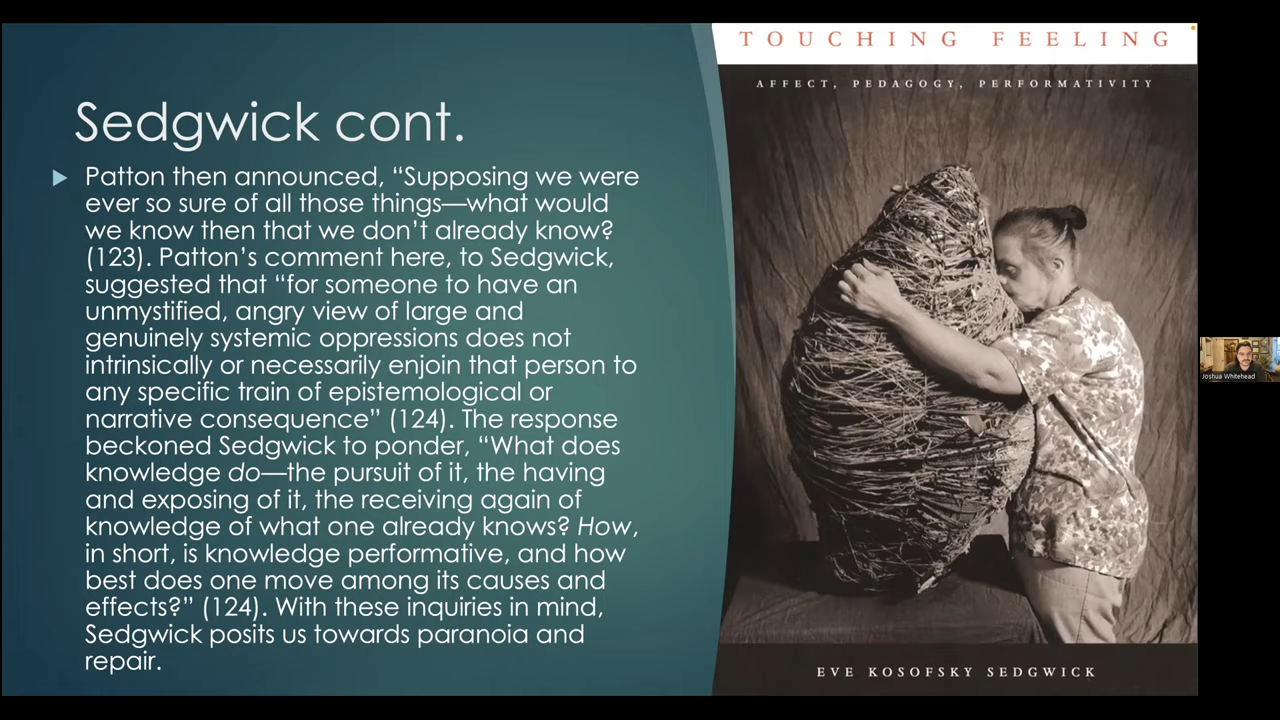 Sedgwick cont.
Patton then announced, “Supposing we were
ever so sure of all those things—what would
we know then that we don’t already know?
(123). Patton’s comment here, to Sedgwick,
suggested that “for someone to have an
unmystified, angry view of large and
genuinely systemic oppressions does not
intrinsically or necessarily enjoin that person to
any specific train of epistemological or
narrative consequence” (124). The response
beckoned Sedgwick to ponder, “What does
knowledge do—the pursuit of it, the having
and exposing of it, the receiving again of
knowledge of what one already knows? How,
in short, is knowledge performative, and how
best does one move among its causes and
effects?” (124). With these inquiries in mind,
Sedgwick posits us towards paranoia and
repair.
TOUCHING FEELING
AFFECT, PEDAGOGY, PERFORMATIVITY
EVE KOSOFSKY SEDGWICK
Joshua Whitehead